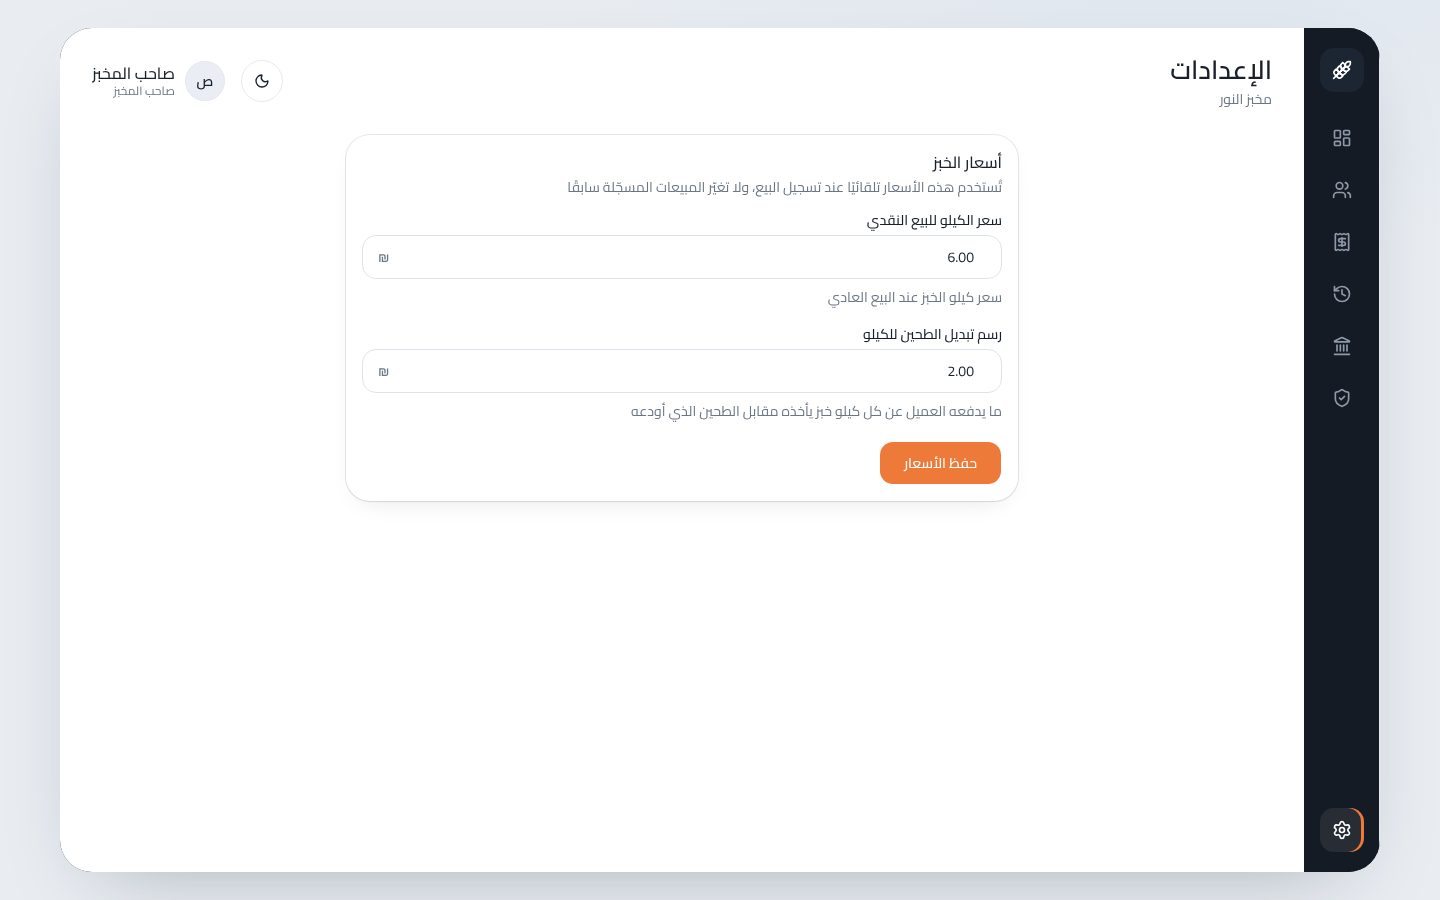 الإعدادات
مخبز النور
صاحب المخبز
صاحب المخبز
ص
أسعار الخبز
تُستخدم هذه الأسعار تلقائيًا عند تسجيل البيع، ولا تغيّر المبيعات المسجّلة سابقًا
سعر الكيلو للبيع النقدي
6.00 ₪
سعر كيلو الخبز عند البيع العادي
رسم تبديل الطحين للكيلو
2.00 ₪
ما يدفعه العميل عن كل كيلو خبز يأخذه مقابل الطحين الذي أودعه
حفظ الأسعار